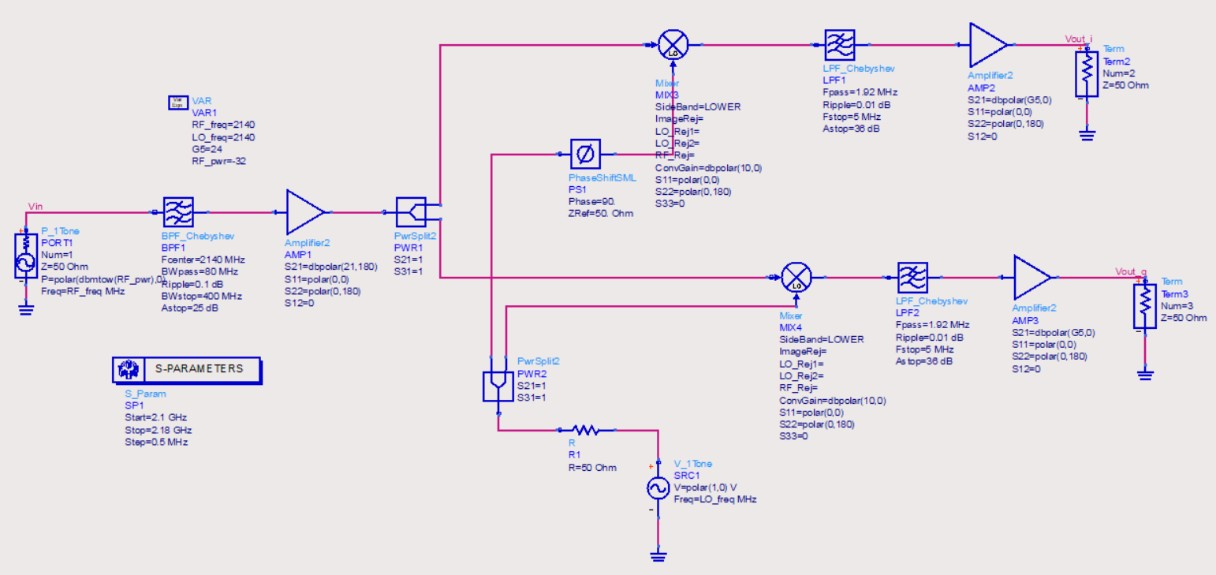 VAR
VAR1
RF_freq=2140
LO_freq=2140
G5=24
RF_pwr=-32
Vin
P_1Tone
PORT1
Num=1
Z=50 Ohm
P=polar(dbmtow(RF_pwr),0)
Freq=RF_freq MHz
BPF_Chebyshev
BPF1
Fcenter=2140 MHz
BWpass=80 MHz
Ripple=0.1 dB
BWstop=400 MHz
Astop=25 dB
Amplifier2
AMP1
S21=dbpolar(21,180)
S11=polar(0,0)
S22=polar(0,180)
S12=0
PwrSplit2
PWR1
S21=1
S31=1
PhaseShiftSML
PS1
Phase=90.
ZRef=50. Ohm
LO
Mixer
MIX3
SideBand=LOWER
ImageRej=
LO_Rej1=
LO_Rej2=
RF_Rej=
ConvGain=dbpolar(10,0)
S11=polar(0,0)
S22=polar(0,180)
S33=0
LPF_Chebyshev
LPF1
Fpass=1.92 MHz
Ripple=0.01 dB
Fstop=5 MHz
Astop=36 dB
Amplifier2
AMP2
S21=dbpolar(G5,0)
S11=polar(0,0)
S22=polar(0,180)
S12=0
Vout_i
Term
Term2
Num=2
Z=50 Ohm
LO
Mixer
MIX4
SideBand=LOWER
ImageRej=
LO_Rej1=
LO_Rej2=
RF_Rej=
ConvGain=dbpolar(10,0)
S11=polar(0,0)
S22=polar(0,180)
S33=0
LPF_Chebyshev
LPF2
Fpass=1.92 MHz
Ripple=0.01 dB
Fstop=5 MHz
Astop=36 dB
Amplifier2
AMP3
S21=dbpolar(G5,0)
S11=polar(0,0)
S22=polar(0,180)
S12=0
Vout_q
Term
Term3
Num=3
Z=50 Ohm
S-PARAMETERS
S_Param
SP1
Start=2.1 GHz
Stop=2.18 GHz
Step=0.5 MHz
PwrSplit2
PWR2
S21=1
S31=1
R
R1
R=50 Ohm
V_1Tone
SRC1
V=polar(1,0) V
Freq=LO_freq MHz